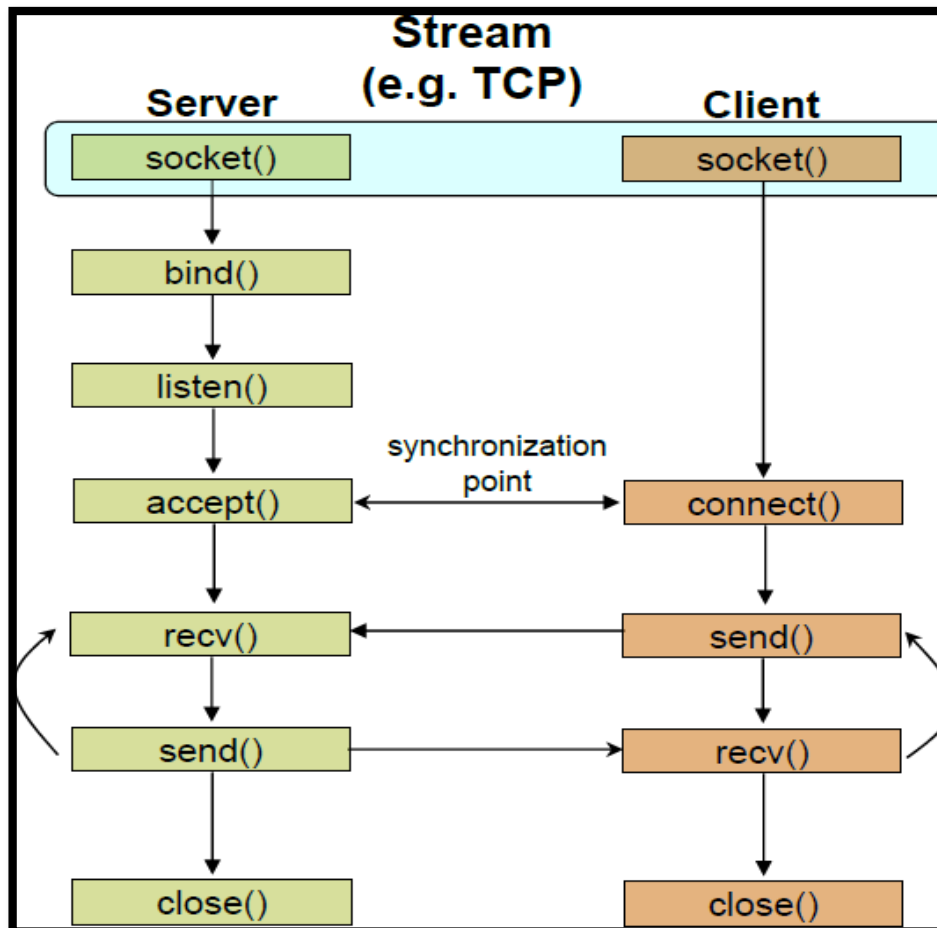 Stream
(e.g. TCP)
Server
Client
socket()
socket()
bind()
listen()
synchronization
point
accept()
connect()
recv()
send()
send()
recv()
close()
close()